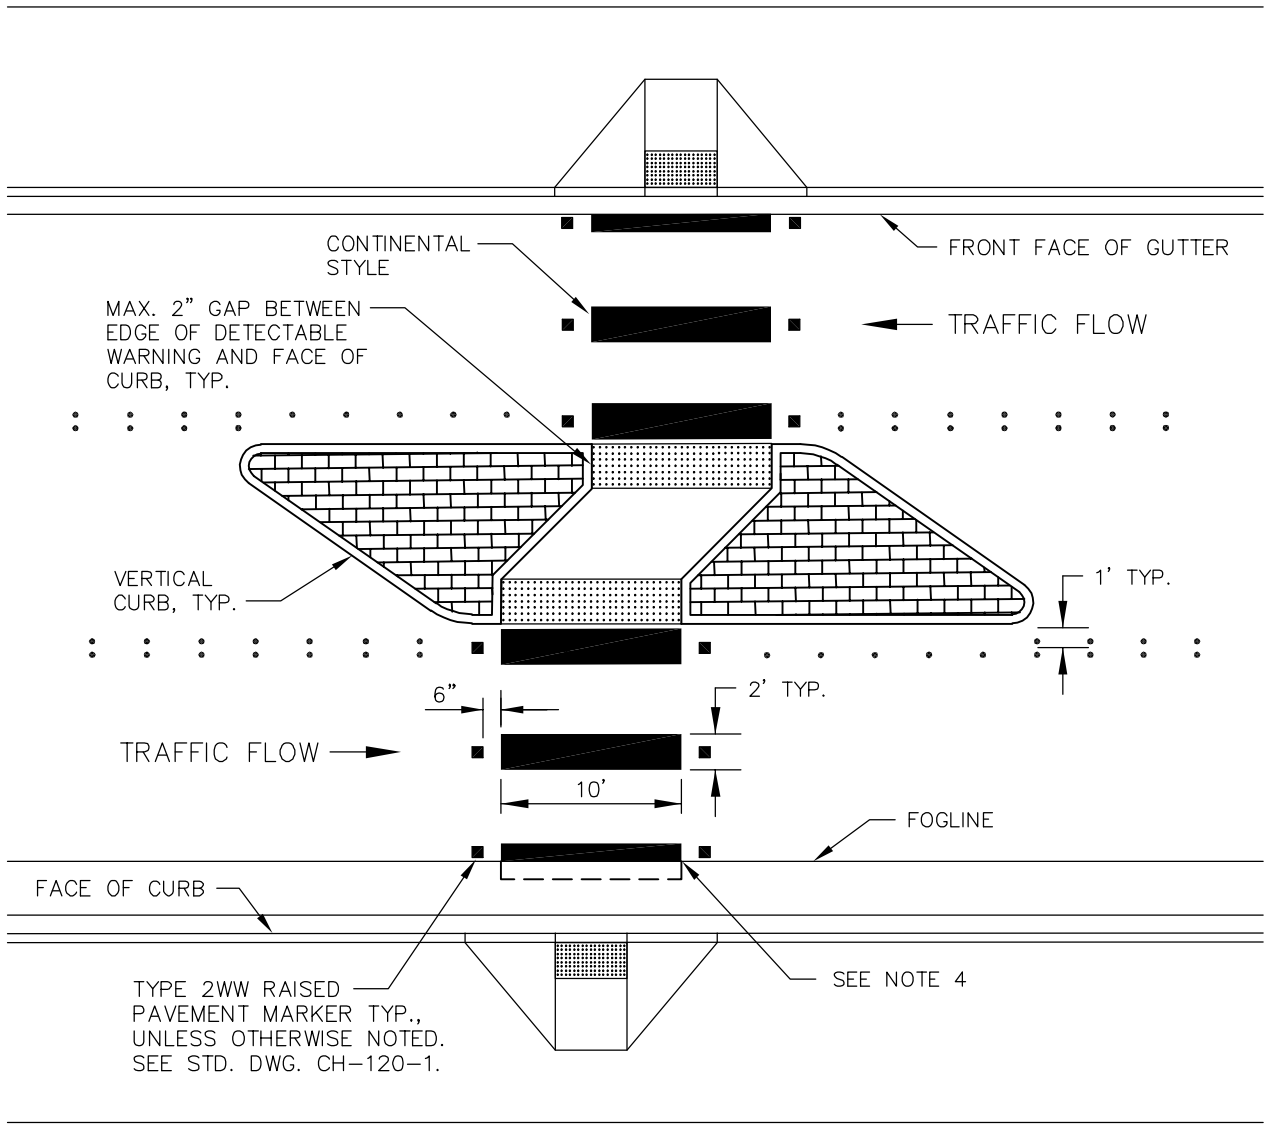 CONTINENTAL
STYLE
FRONT FACE OF GUTTER
MAX. 2" GAP BETWEEN
EDGE OF DETECTABLE
WARNING AND FACE OF
CURB, TYP.
TRAFFIC FLOW
VERTICAL
CURB, TYP.
1' TYP.
6"
2' TYP.
TRAFFIC FLOW
10'
FOGLINE
FACE OF CURB
SEE NOTE 4
TYPE 2WW RAISED
PAVEMENT MARKER TYP.,
UNLESS OTHERWISE NOTED.
SEE STD. DWG. CH-120-1.